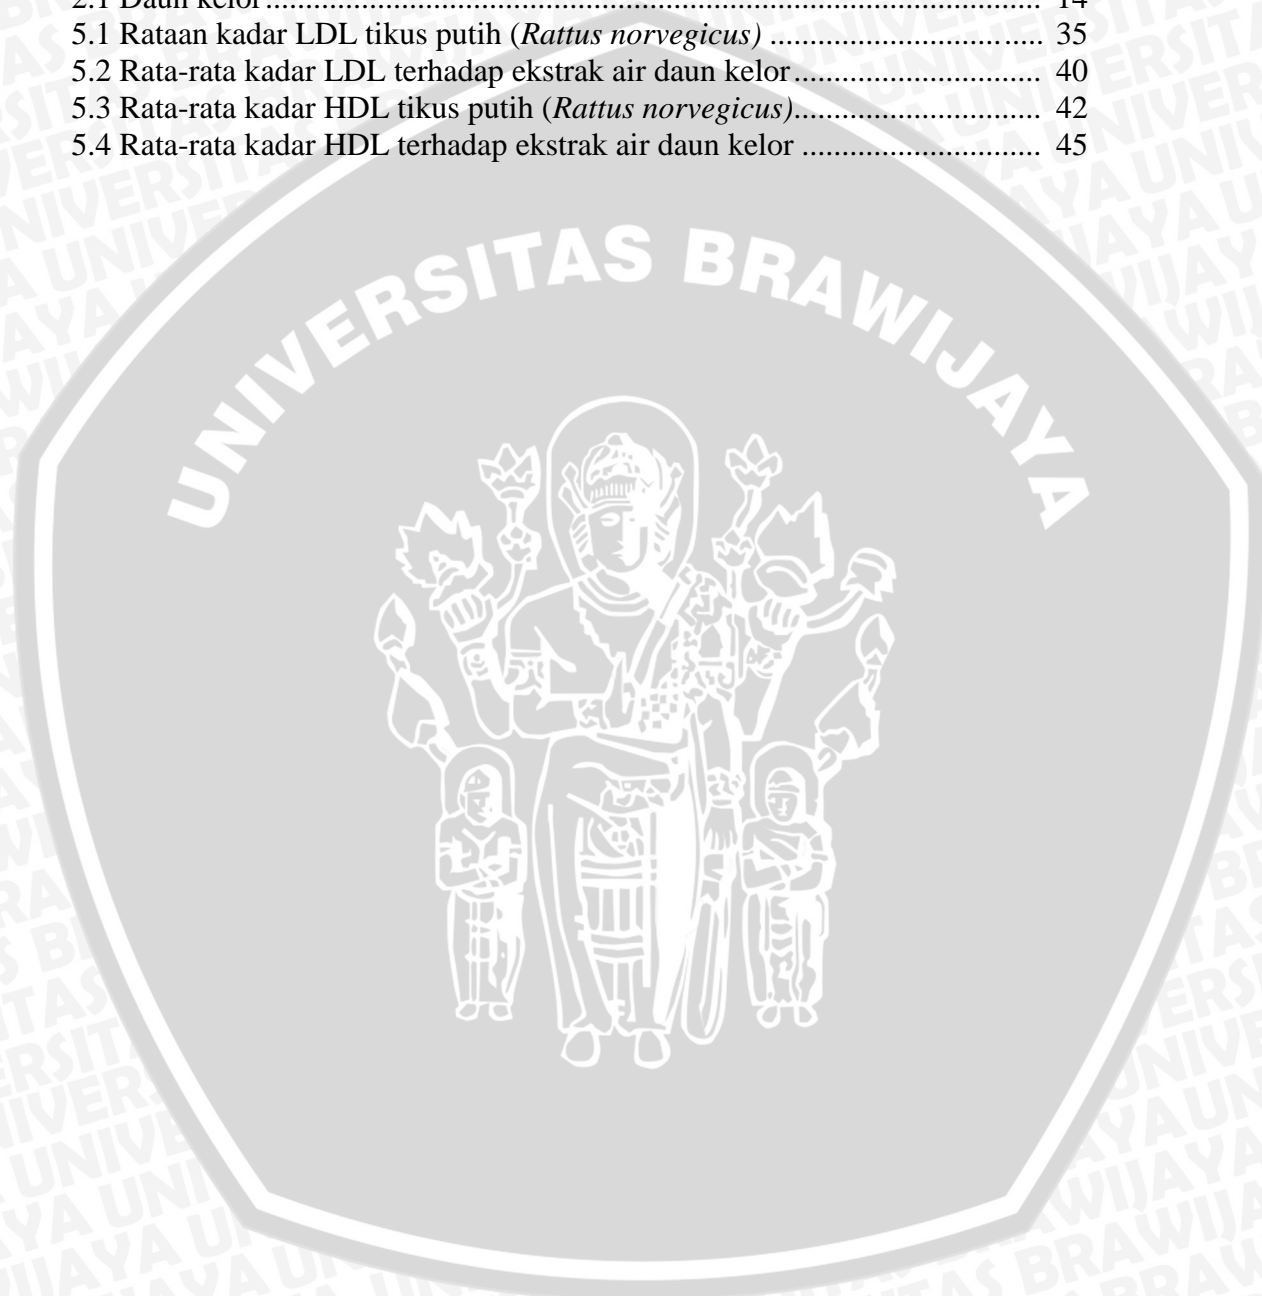 2.1 Daun kelor.................................................................................................... 14
5.1 Rataan kadar LDL tikus putih (Rattus norvegicus) .................................. 35
5.2 Rata-rata kadar LDL terhadap ekstrak air daun kelor................................ 40
5.3 Rata-rata kadar HDL tikus putih (Rattus norvegicus)................................ 42
5.4 Rata-rata kadar HDL terhadap ekstrak air daun kelor ............................... 45
UNIVERSITAS BRAWIJAYA